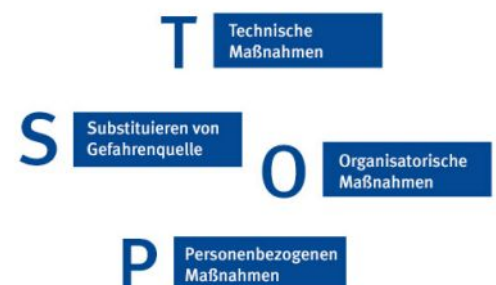 T
Technische
Maßnahmen
S
Substituieren von
Gefahrenquelle
O
Organisatorische
Maßnahmen
P
Personenbezogenen
Maßnahmen